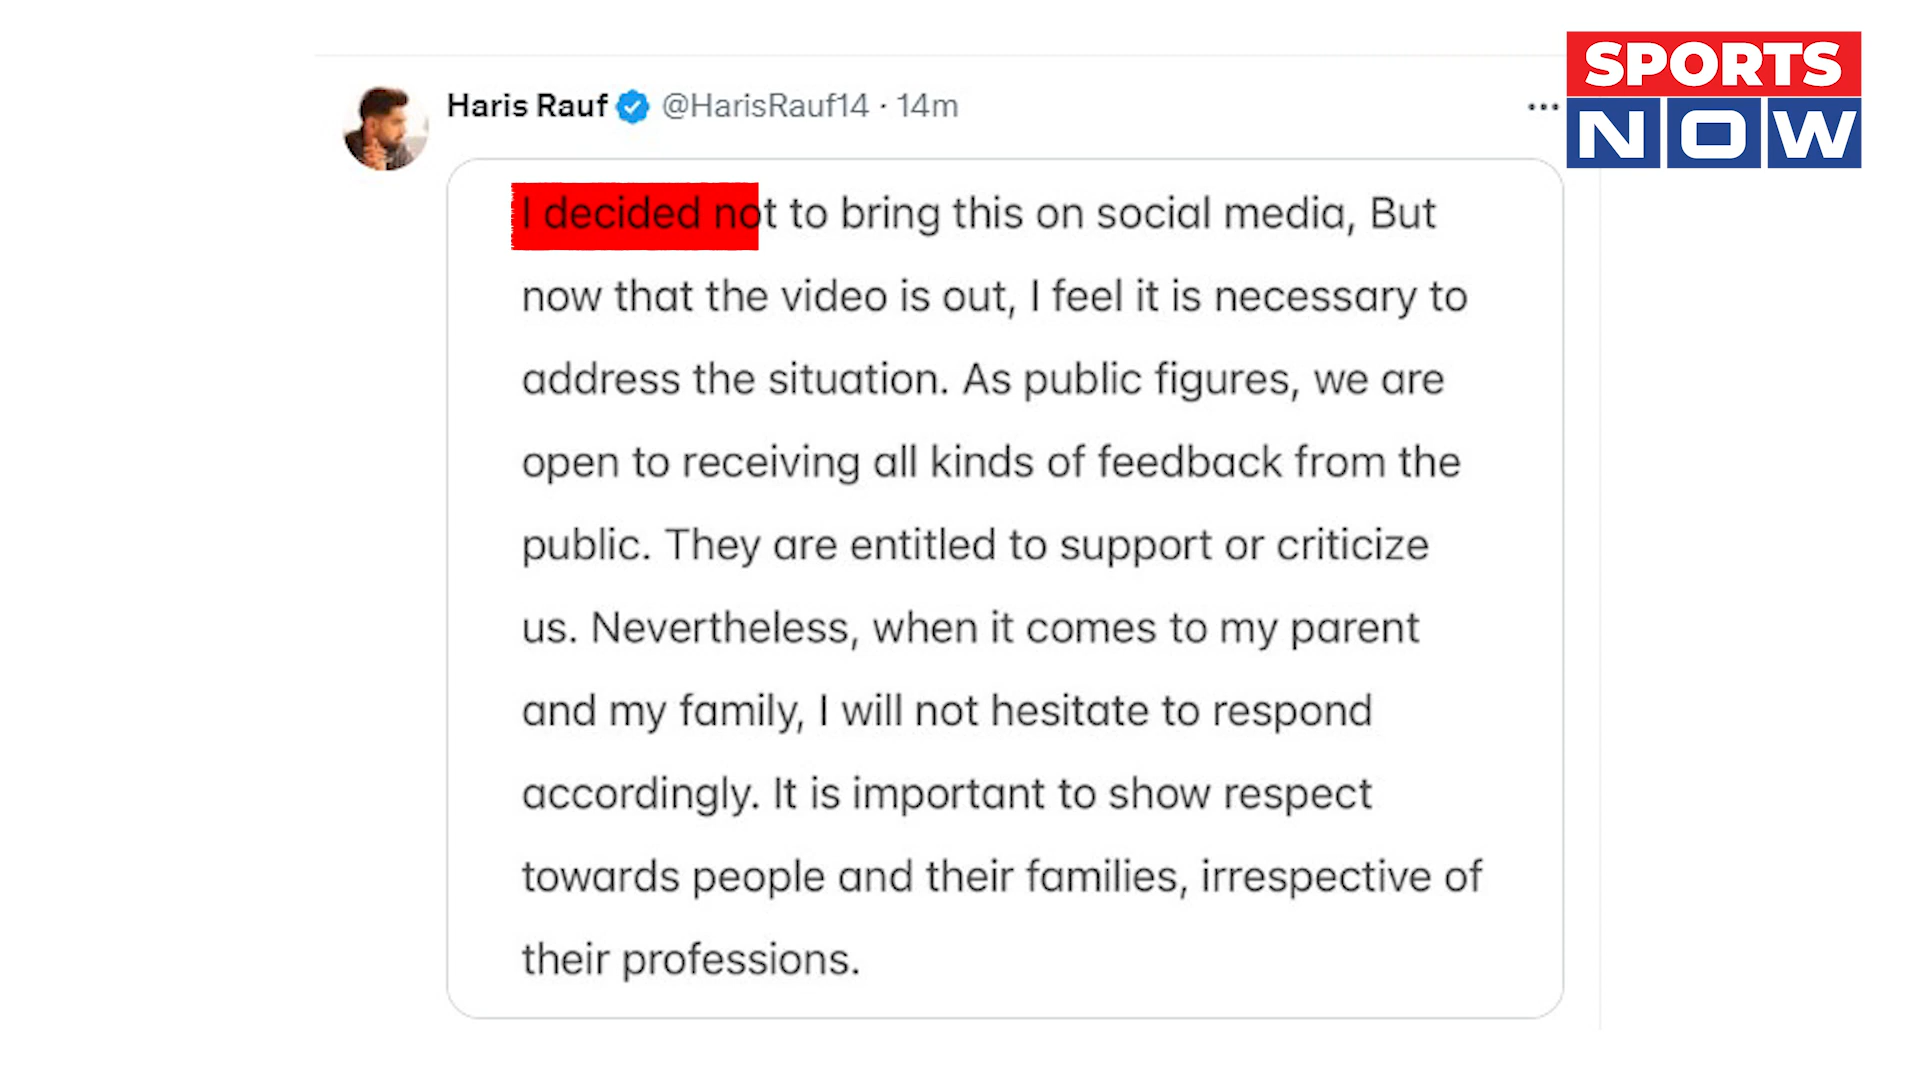 SPORTS
NOW
Haris Rauf @HarisRauf14 · 14m
I decided not to bring this on social media, But
now that the video is out, I feel it is necessary to
address the situation. As public figures, we are
open to receiving all kinds of feedback from the
public. They are entitled to support or criticize
us. Nevertheless, when it comes to my parent
and my family, I will not hesitate to respond
accordingly. It is important to show respect
towards people and their families, irrespective of
their professions.